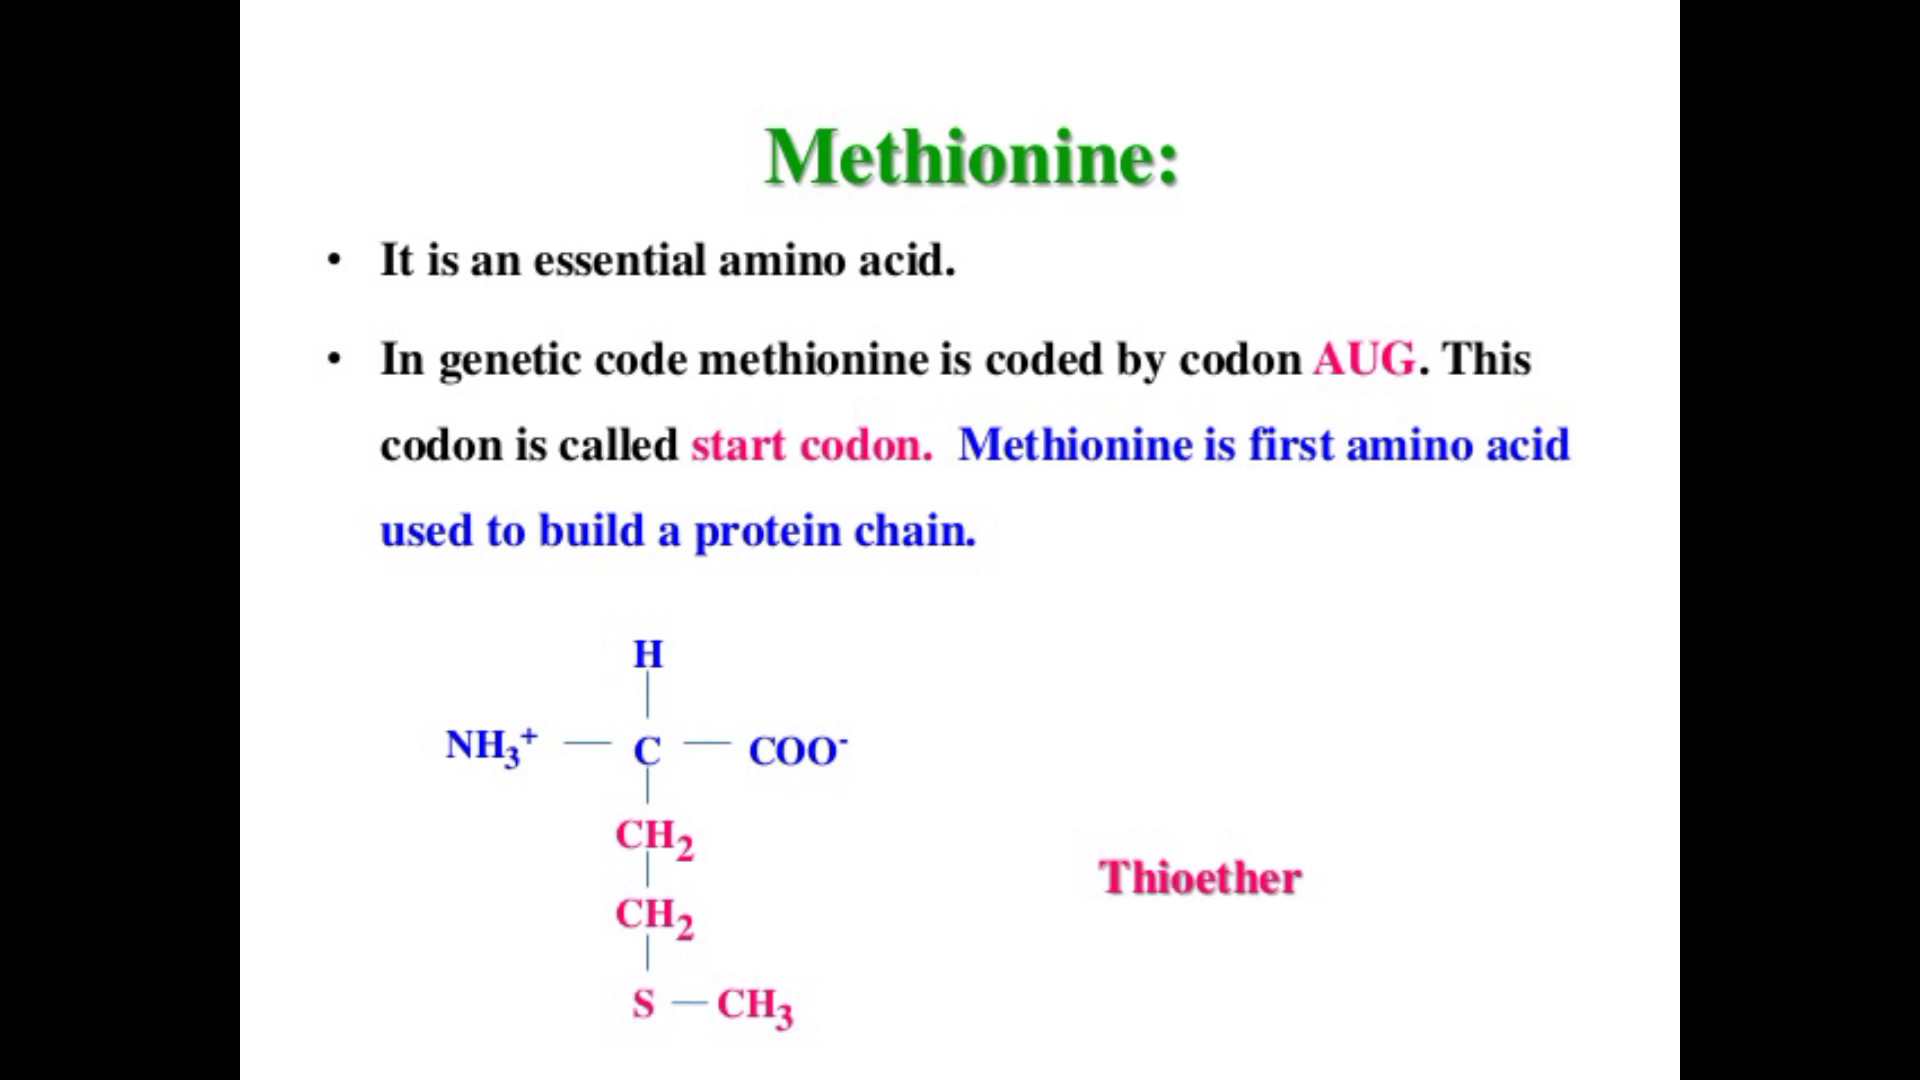 Methionine:
• It is an essential amino acid.
• In genetic code methionine is coded by codon AUG. This
codon is called start codon. Methionine is first amino acid
used to build a protein chain.
H
NH₃⁺ — C — COO⁻
CH₂
CH₂
Thioether
S — CH₃